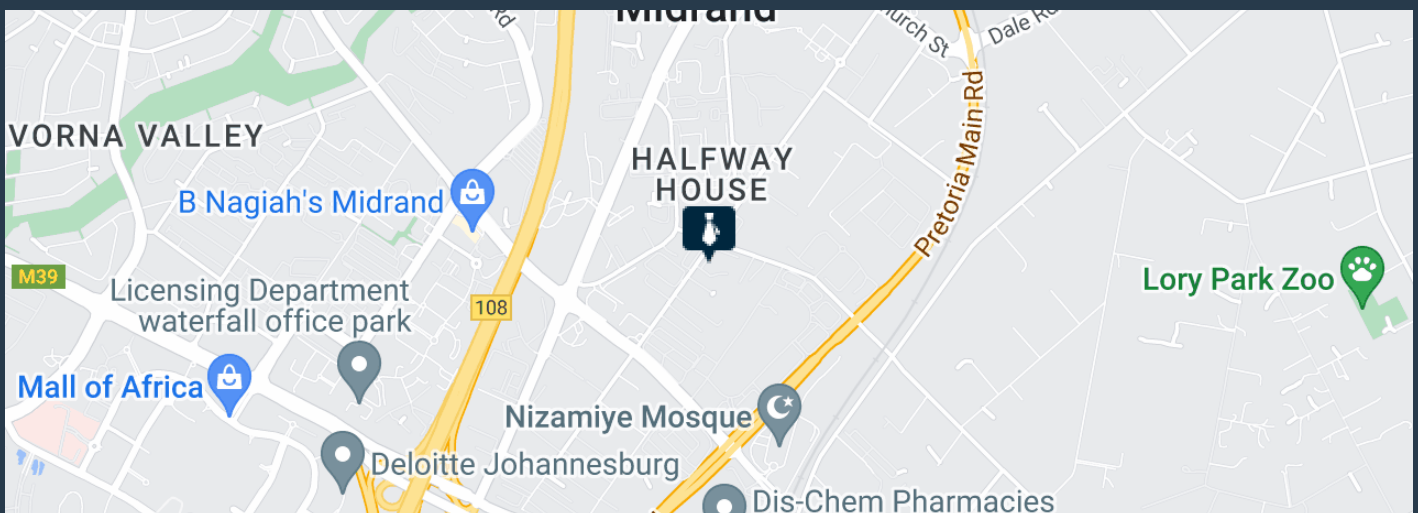 Midrand
Rd
Church St
Dale Rd
VORNA VALLEY
HALFWAY
HOUSE
B Nagiah's Midrand
Pretoria Main Rd
M39
Licensing Department
waterfall office park
108
Lory Park Zoo
Mall of Africa
Nizamiye Mosque
Deloitte Johannesburg
Dis-Chem Pharmacies